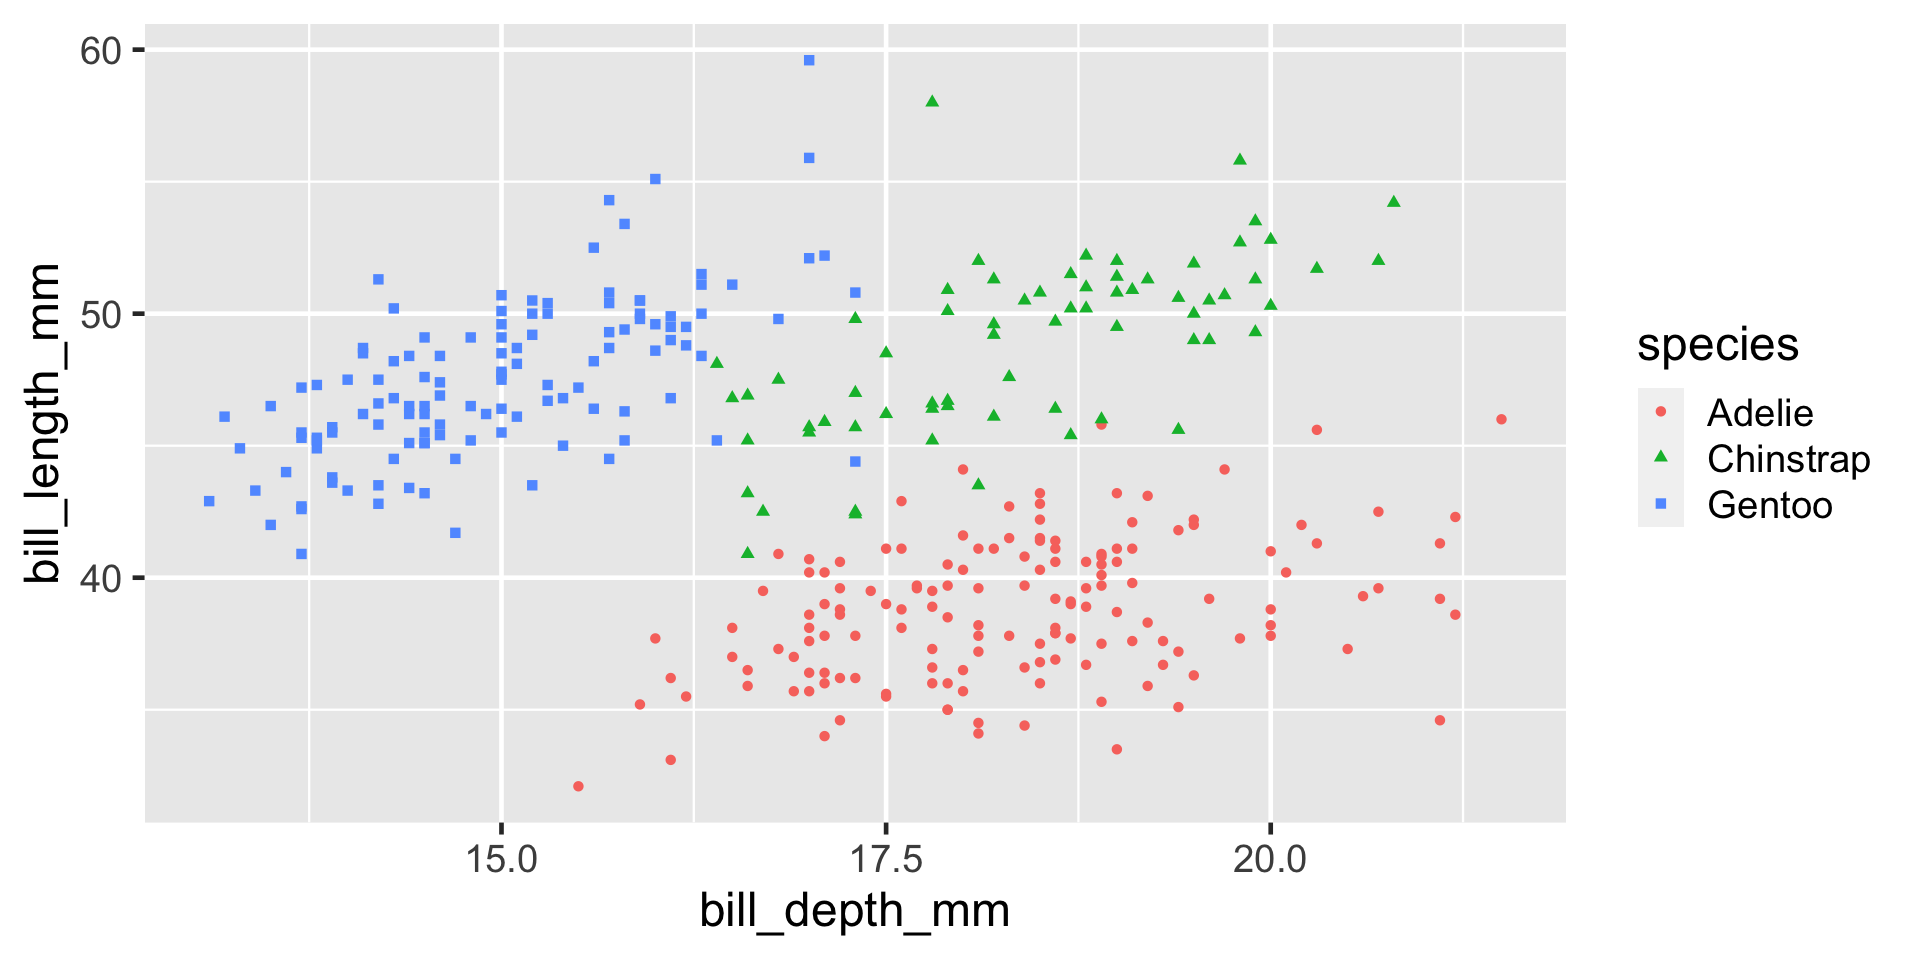 60
50
40
bill_length_mm
15.0
17.5
20.0
bill_depth_mm
species
Adelie
Chinstrap
Gentoo